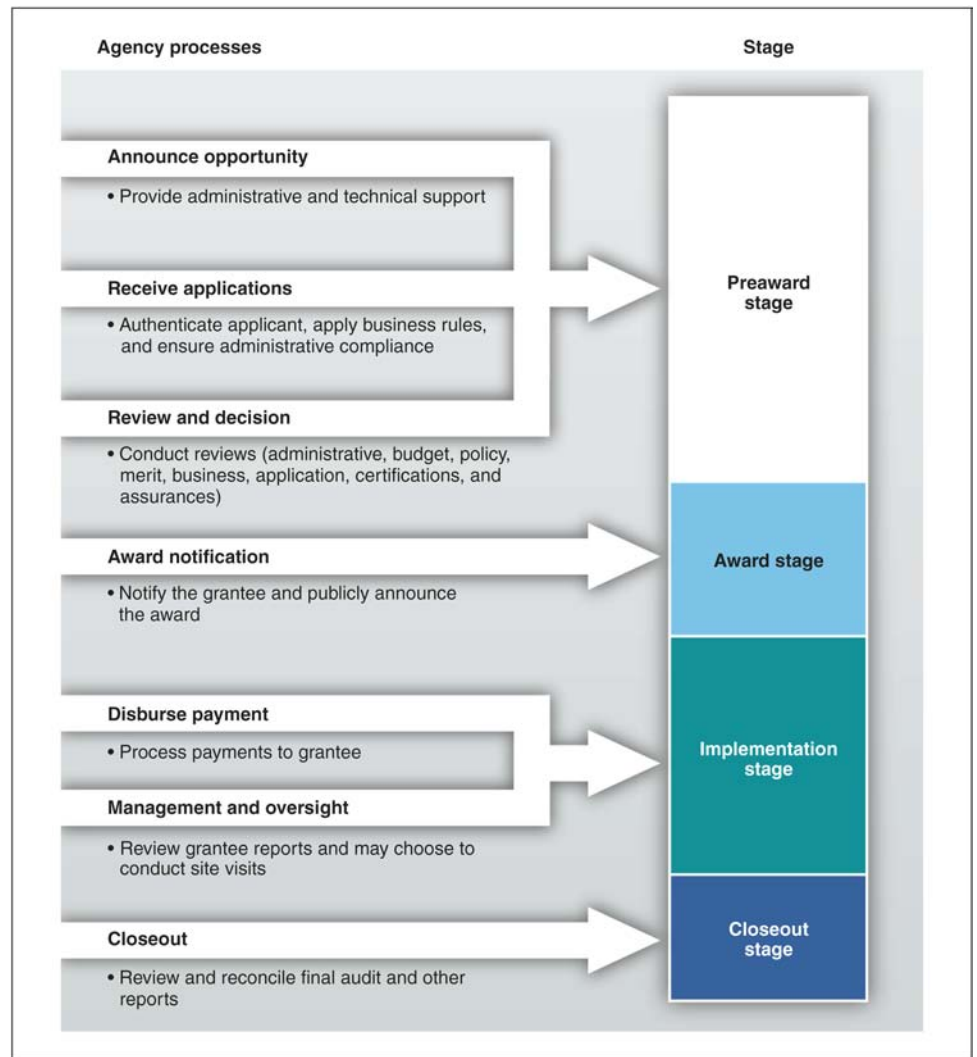 Agency processes
Stage
Announce opportunity
• Provide administrative and technical support
Receive applications
• Authenticate applicant, apply business rules,
and ensure administrative compliance
Review and decision
• Conduct reviews (administrative, budget, policy,
merit, business, application, certifications, and
assurances)
Award notification
• Notify the grantee and publicly announce
the award
Disburse payment
• Process payments to grantee
Management and oversight
• Review grantee reports and may choose to
conduct site visits
Closeout
• Review and reconcile final audit and other
reports
Preaward
stage
Award stage
Implementation
stage
Closeout
stage